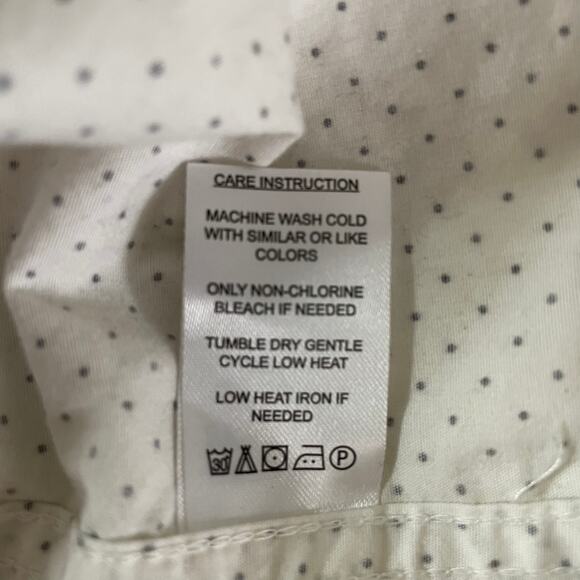 CARE INSTRUCTION
MACHINE WASH COLD
WITH SIMILAR OR LIKE
COLORS
ONLY NON-CHLORINE
BLEACH IF NEEDED
TUMBLE DRY GENTLE
CYCLE LOW HEAT
LOW HEAT IRON IF
NEEDED
30° P